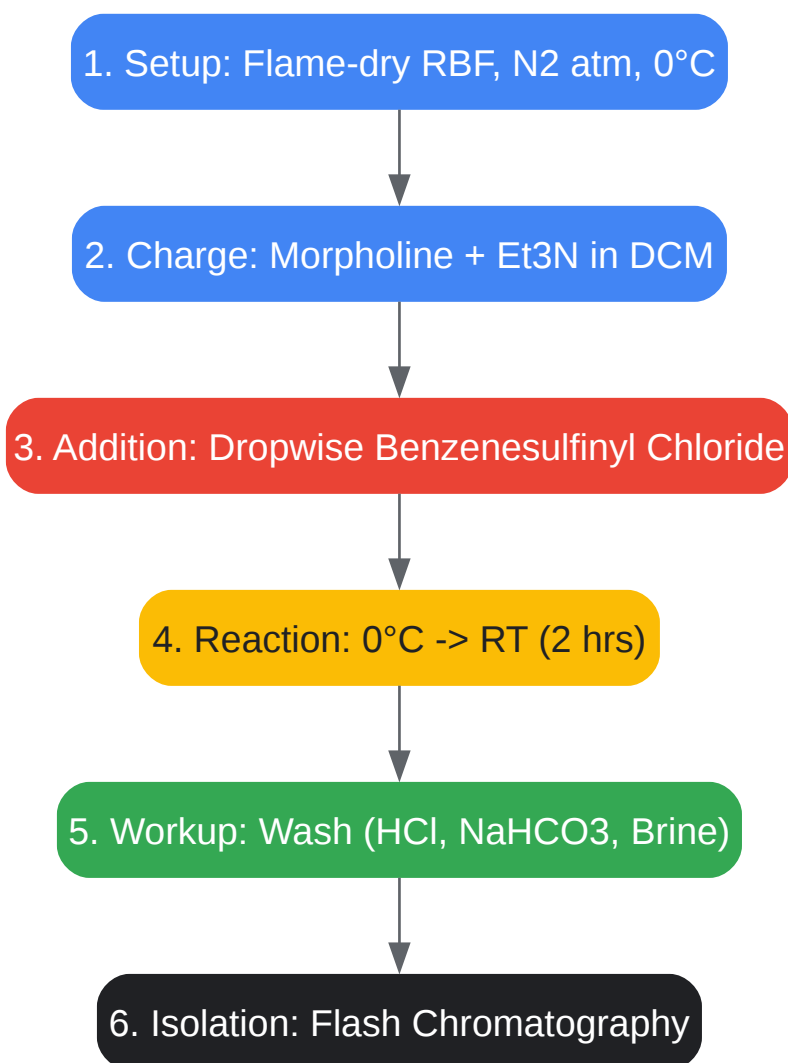 1. Setup: Flame-dry RBF, N2 atm, 0°C
2. Charge: Morpholine + Et3N in DCM
3. Addition: Dropwise Benzenesulfinyl Chloride
4. Reaction: 0°C -> RT (2 hrs)
5. Workup: Wash (HCl, NaHCO3, Brine)
6. Isolation: Flash Chromatography